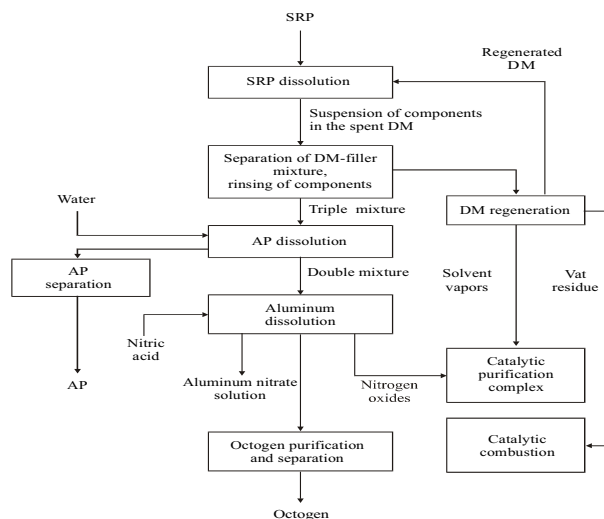 SRP
Regenerated
DM
SRP dissolution
Suspension of components
in the spent DM
Separation of DM-filler
mixture,
rinsing of components
Water
Triple mixture
DM regeneration
AP dissolution
AP
separation
Double mixture
Solvent
vapors
Vat
residue
Aluminum
dissolution
Nitric
acid
AP
Aluminum nitrate
solution
Nitrogen
oxides
Catalytic
purification
complex
Octogen purification
and separation
Catalytic
combustion
Octogen